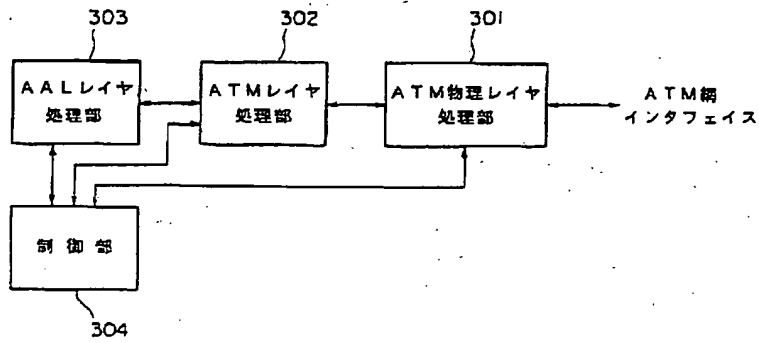 303
302
301
AALレイヤ
処理部
ATMレイヤ
処理部
ATM物理レイヤ
処理部
ATM網
インタフェイス
制御部
304